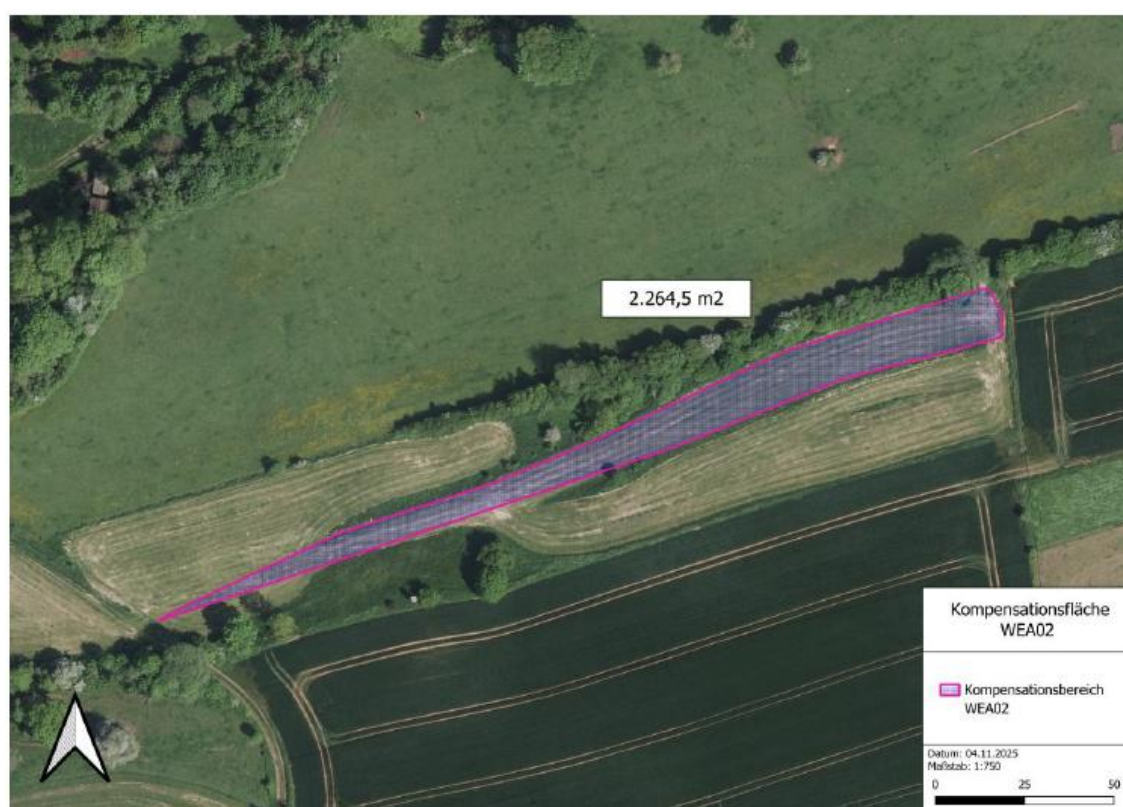 2.264,5 m2
Kompensationsfläche
WEA02
Kompensationsbereich
WEA02
Datum: 04.11.2025
Maßstab: 1:750
0 25 50